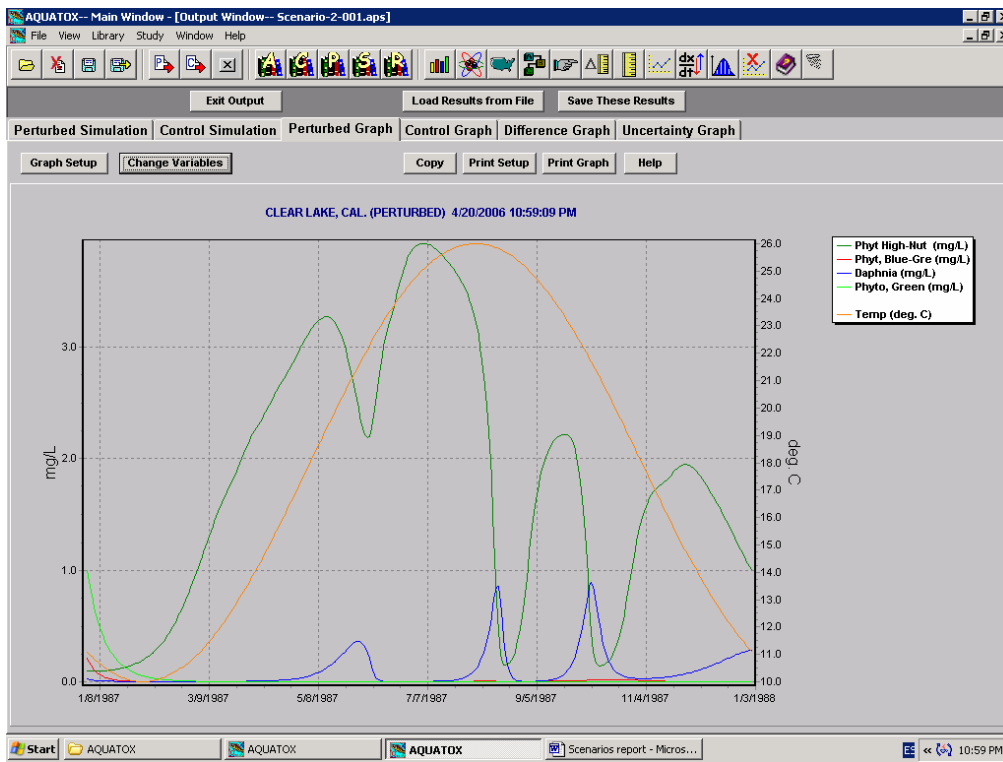 AQUATOX-- Main Window - [Output Window-- Scenario-2-001.aps]
File View Library Study Window Help
Exit Output Load Results from File Save These Results
Perturbed Simulation Control Simulation Perturbed Graph Control Graph Difference Graph Uncertainty Graph
Graph Setup Change Variables Copy Print Setup Print Graph Help
CLEAR LAKE, CAL. (PERTURBED) 4/20/2006 10:59:09 PM
Phyt High-Nut (mg/L)
Phyt, Blue-Gre (mg/L)
Daphnia (mg/L)
Phyto, Green (mg/L)
Temp (deg. C)
mg/L
3.0
2.0
1.0
0.0
26.0
25.0
24.0
23.0
22.0
21.0
20.0
19.0
18.0
17.0
16.0
15.0
14.0
13.0
12.0
11.0
10.0
deg. C
1/8/1987 3/9/1987 5/8/1987 7/7/1987 9/5/1987 11/4/1987 1/3/1988
Start AQUATOX AQUATOX AQUATOX Scenarios report - Micros... ES « 10:59 PM